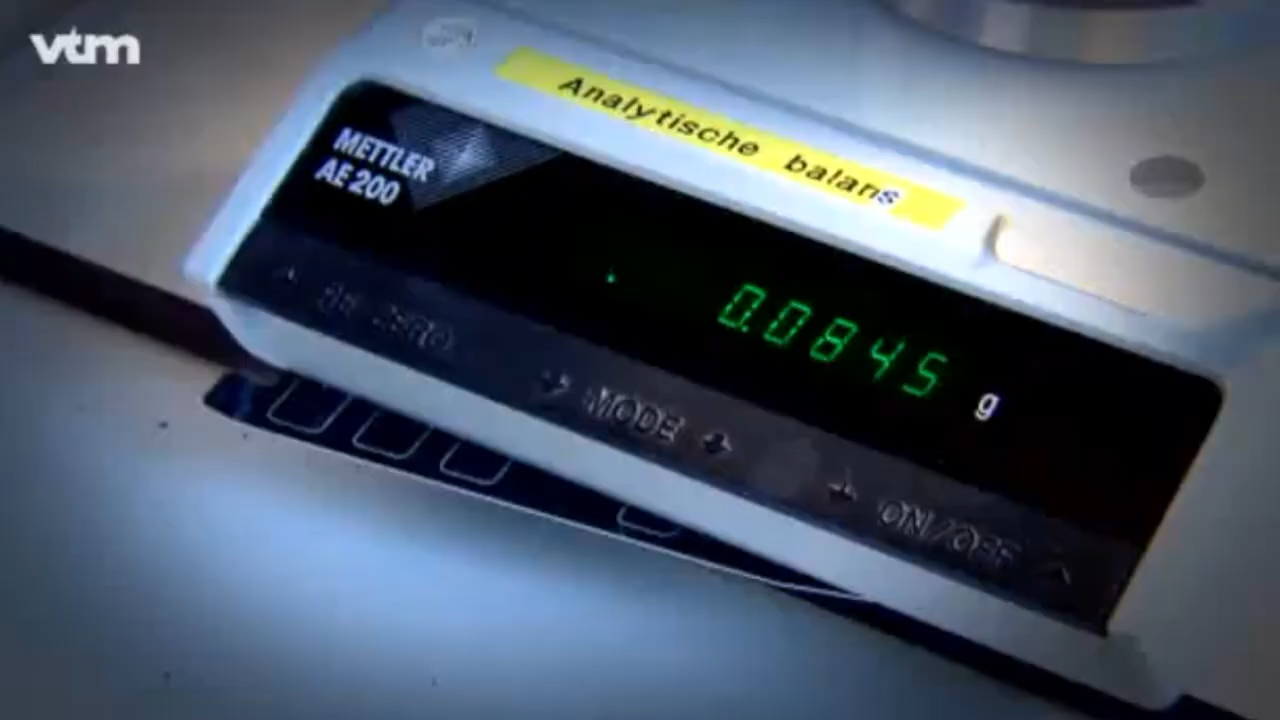 vtm
Analytische balans
METTLER
AE 200
0.0845 g
MODE
ON/OFF